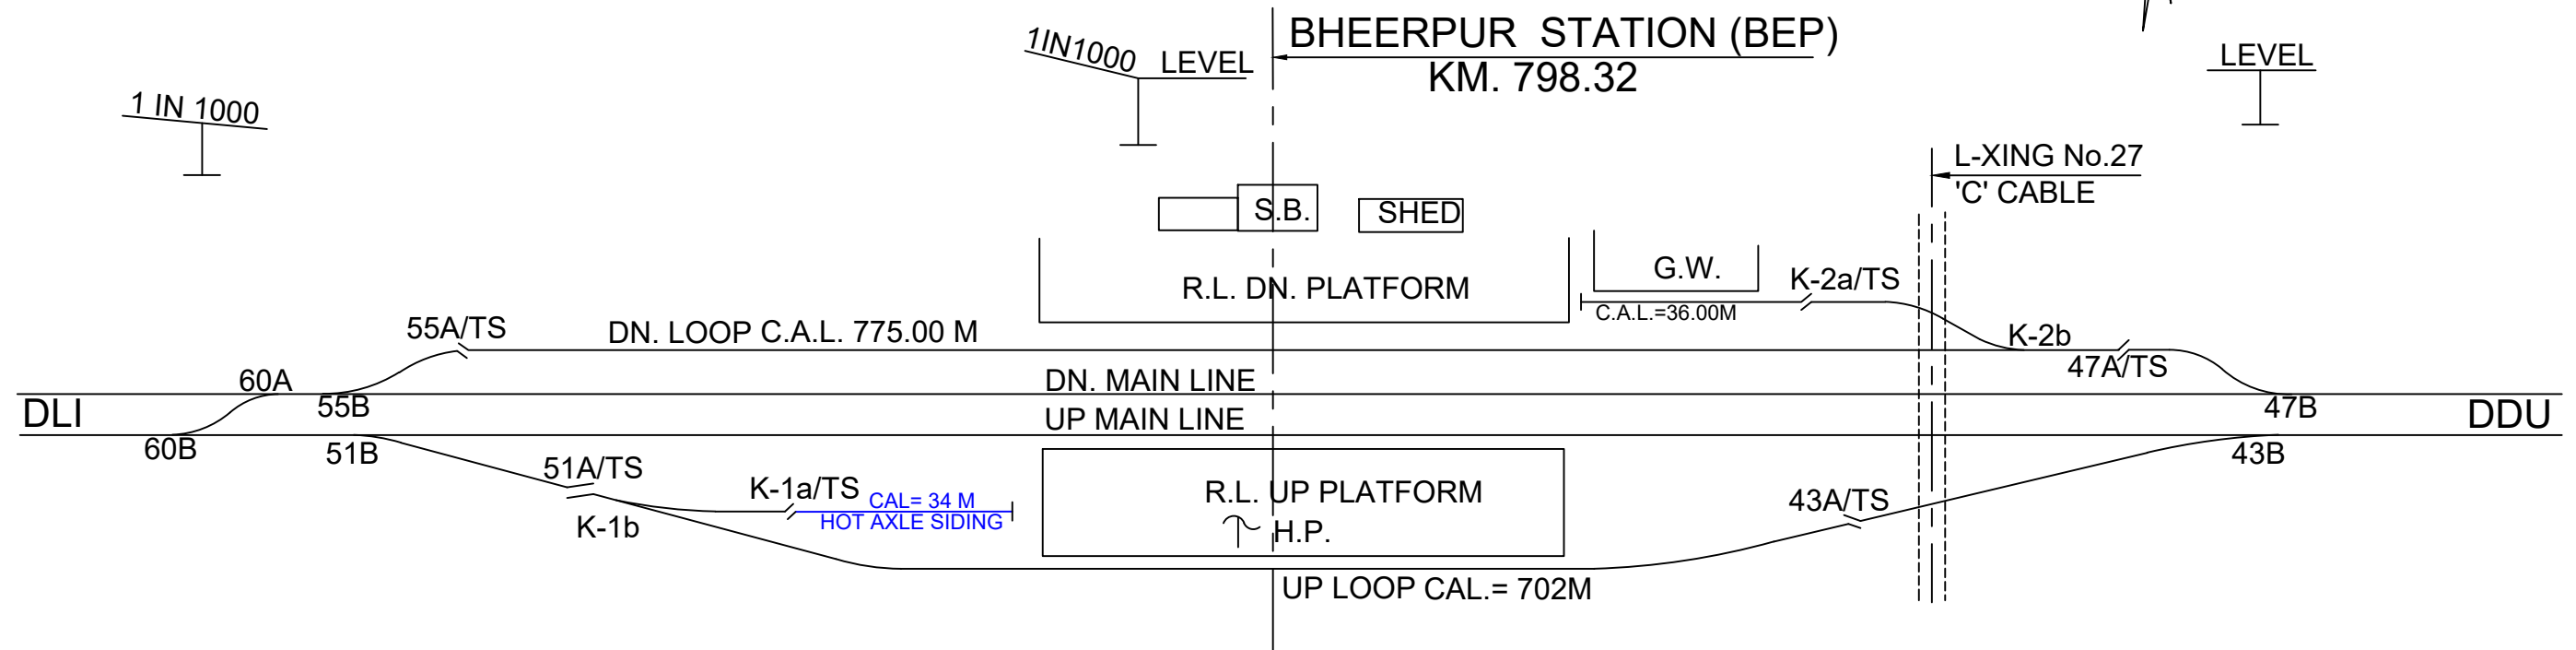 BHEERPUR STATION (BEP)
KM. 798.32
1IN1000
LEVEL
LEVEL
1 IN 1000
L-XING No.27
'C' CABLE
S.B.
SHED
G.W.
K-2a/TS
R.L. DN. PLATFORM
C.A.L.=36.00M
55A/TS
DN. LOOP C.A.L. 775.00 M
K-2b
47A/TS
60A
DN. MAIN LINE
55B
47B
DLI
UP MAIN LINE
DDU
60B
51B
43B
51A/TS
K-1a/TS
CAL= 34 M
HOT AXLE SIDING
R.L. UP PLATFORM
43A/TS
K-1b
H.P.
UP LOOP CAL.= 702M